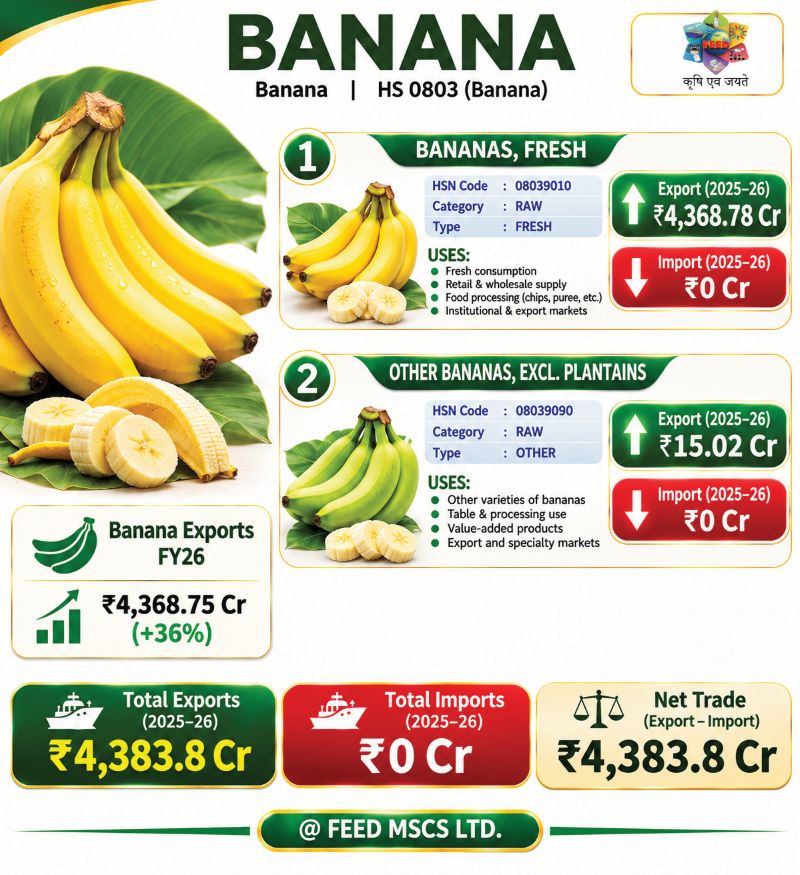 BANANA
Banana | HS 0803 (Banana)
FEED
कृषि एव जयते
1
BANANAS, FRESH
HSN Code : 08039010
Category : RAW
Type : FRESH
USES:
Fresh consumption
Retail & wholesale supply
Food processing (chips, puree, etc.)
Institutional & export markets
Export (2025–26)
₹4,368.78 Cr
Import (2025–26)
₹0 Cr
2
OTHER BANANAS, EXCL. PLANTAINS
HSN Code : 08039090
Category : RAW
Type : OTHER
USES:
Other varieties of bananas
Table & processing use
Value-added products
Export and specialty markets
Export (2025–26)
₹15.02 Cr
Import (2025–26)
₹0 Cr
Banana Exports
FY26
₹4,368.75 Cr
(+36%)
Total Exports
(2025–26)
₹4,383.8 Cr
Total Imports
(2025–26)
₹0 Cr
Net Trade
(Export – Import)
₹4,383.8 Cr
@ FEED MSCS LTD.